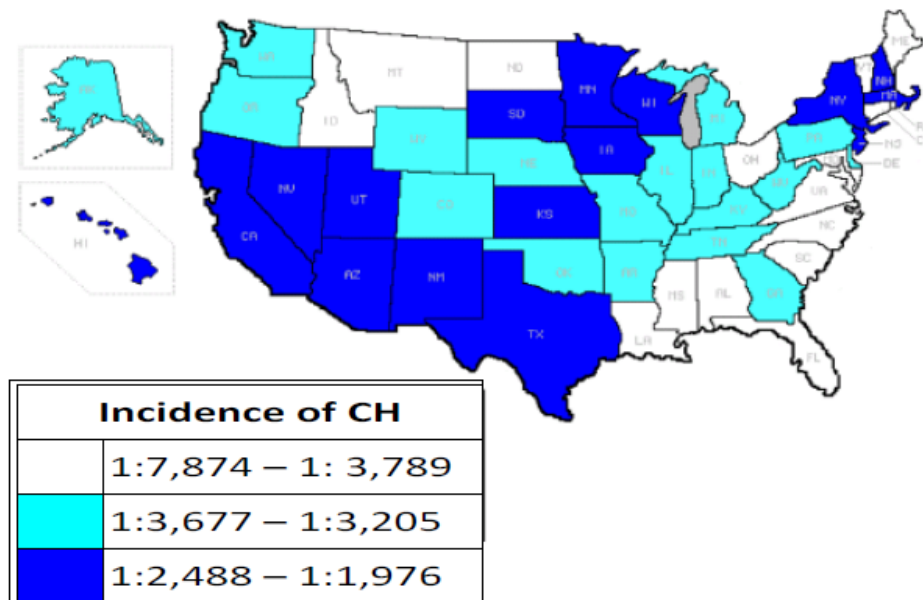 ME
WA
MT
ND
VT
NH
AK
OR
MN
ID
SD
WI
MA
NY
MI
WY
R
C
IA
PA
NJ
NE
OH
NV
IL
IN
DE
UT
WV
CO
VA
HI
KS
MO
KY
CA
NC
TN
AZ
NM
OK
AR
SC
MS
AL
GA
TX
LA
FL
Incidence of CH
1:7,874 – 1: 3,789
1:3,677 – 1:3,205
1:2,488 – 1:1,976